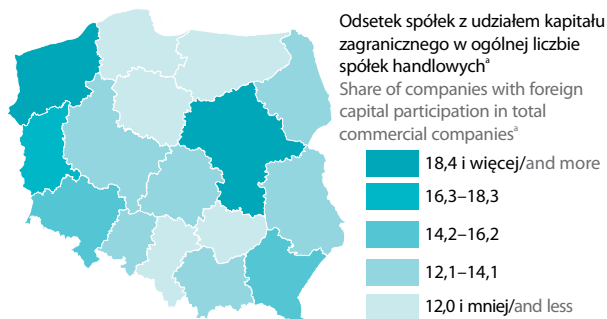 Odsetek spółek z udziałem kapitału
zagranicznego w ogólnej liczbie
spółek handlowychᵃ
Share of companies with foreign
capital participation in total
commercial companiesᵃ
18,4 i więcej/and more
16,3–18,3
14,2–16,2
12,1–14,1
12,0 i mniej/and less